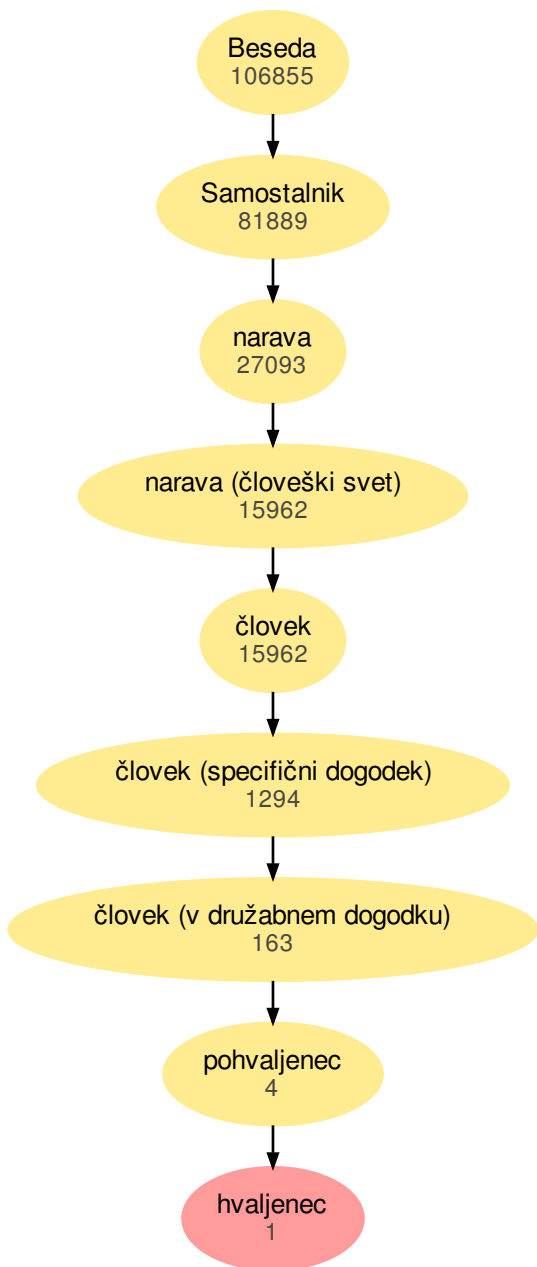 Beseda
106855
Samostalnik
81889
narava
27093
narava (človeški svet)
15962
človek
15962
človek (specifični dogodek)
1294
človek (v družabnem dogodku)
163
pohvaljenec
4
hvaljenec
1